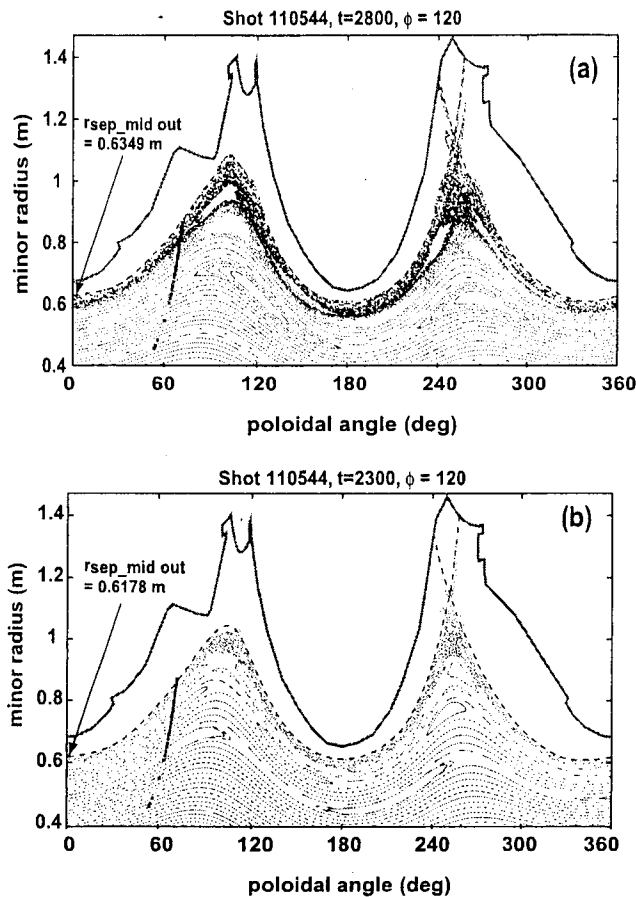 Shot 110544, t=2800, ϕ = 120
(a)
1.4
1.2
1
0.8
0.6
0.4
minor radius (m)
rsep_mid out
= 0.6349 m
0 60 120 180 240 300 360
poloidal angle (deg)
Shot 110544, t=2300, ϕ = 120
(b)
1.4
1.2
1
0.8
0.6
0.4
minor radius (m)
rsep_mid out
= 0.6178 m
0 60 120 180 240 300 360
poloidal angle (deg)